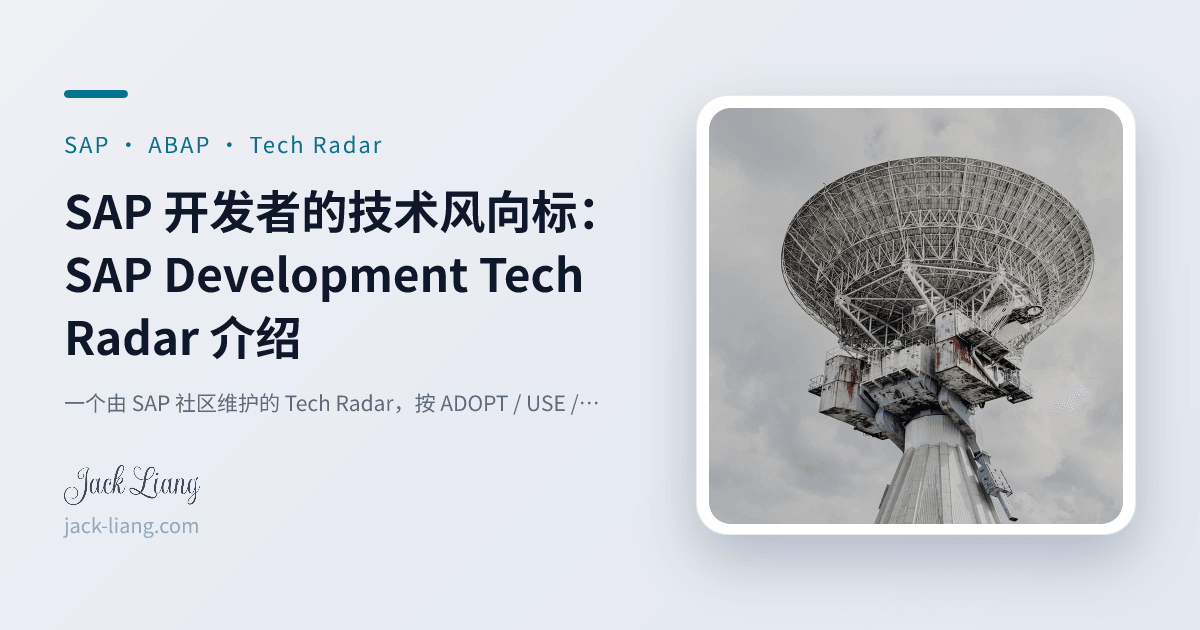 SAP • ABAP • Tech Radar
SAP 开发者的技术风向标：
SAP Development Tech
Radar 介绍
一个由 SAP 社区维护的 Tech Radar，按 ADOPT / USE /…
Jack Liang
jack-liang.com